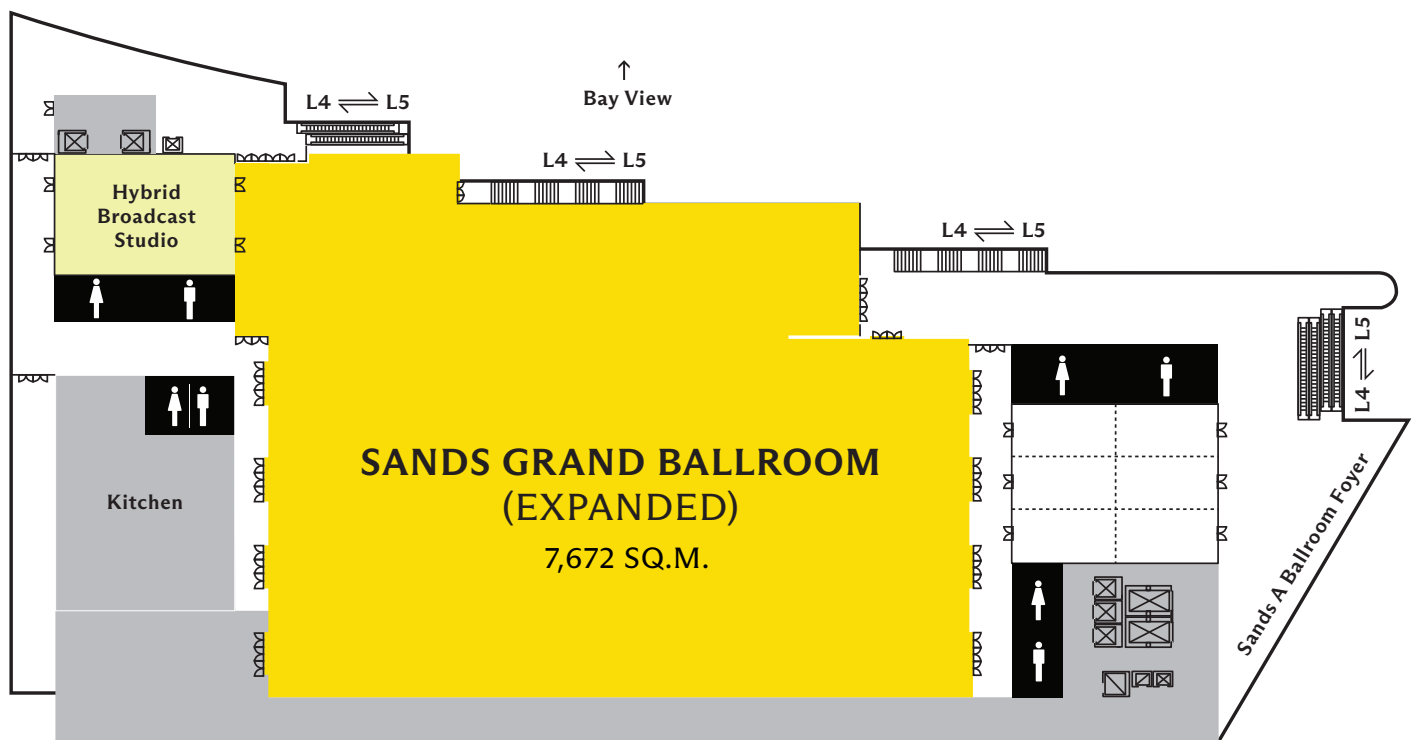 ↑
Bay View
L4 ⇌ L5
L4 ⇌ L5
L4 ⇌ L5
L4 ⇌ L5
Hybrid
Broadcast
Studio
SANDS GRAND BALLROOM
(EXPANDED)
7,672 SQ.M.
Kitchen
Sands A Ballroom Foyer